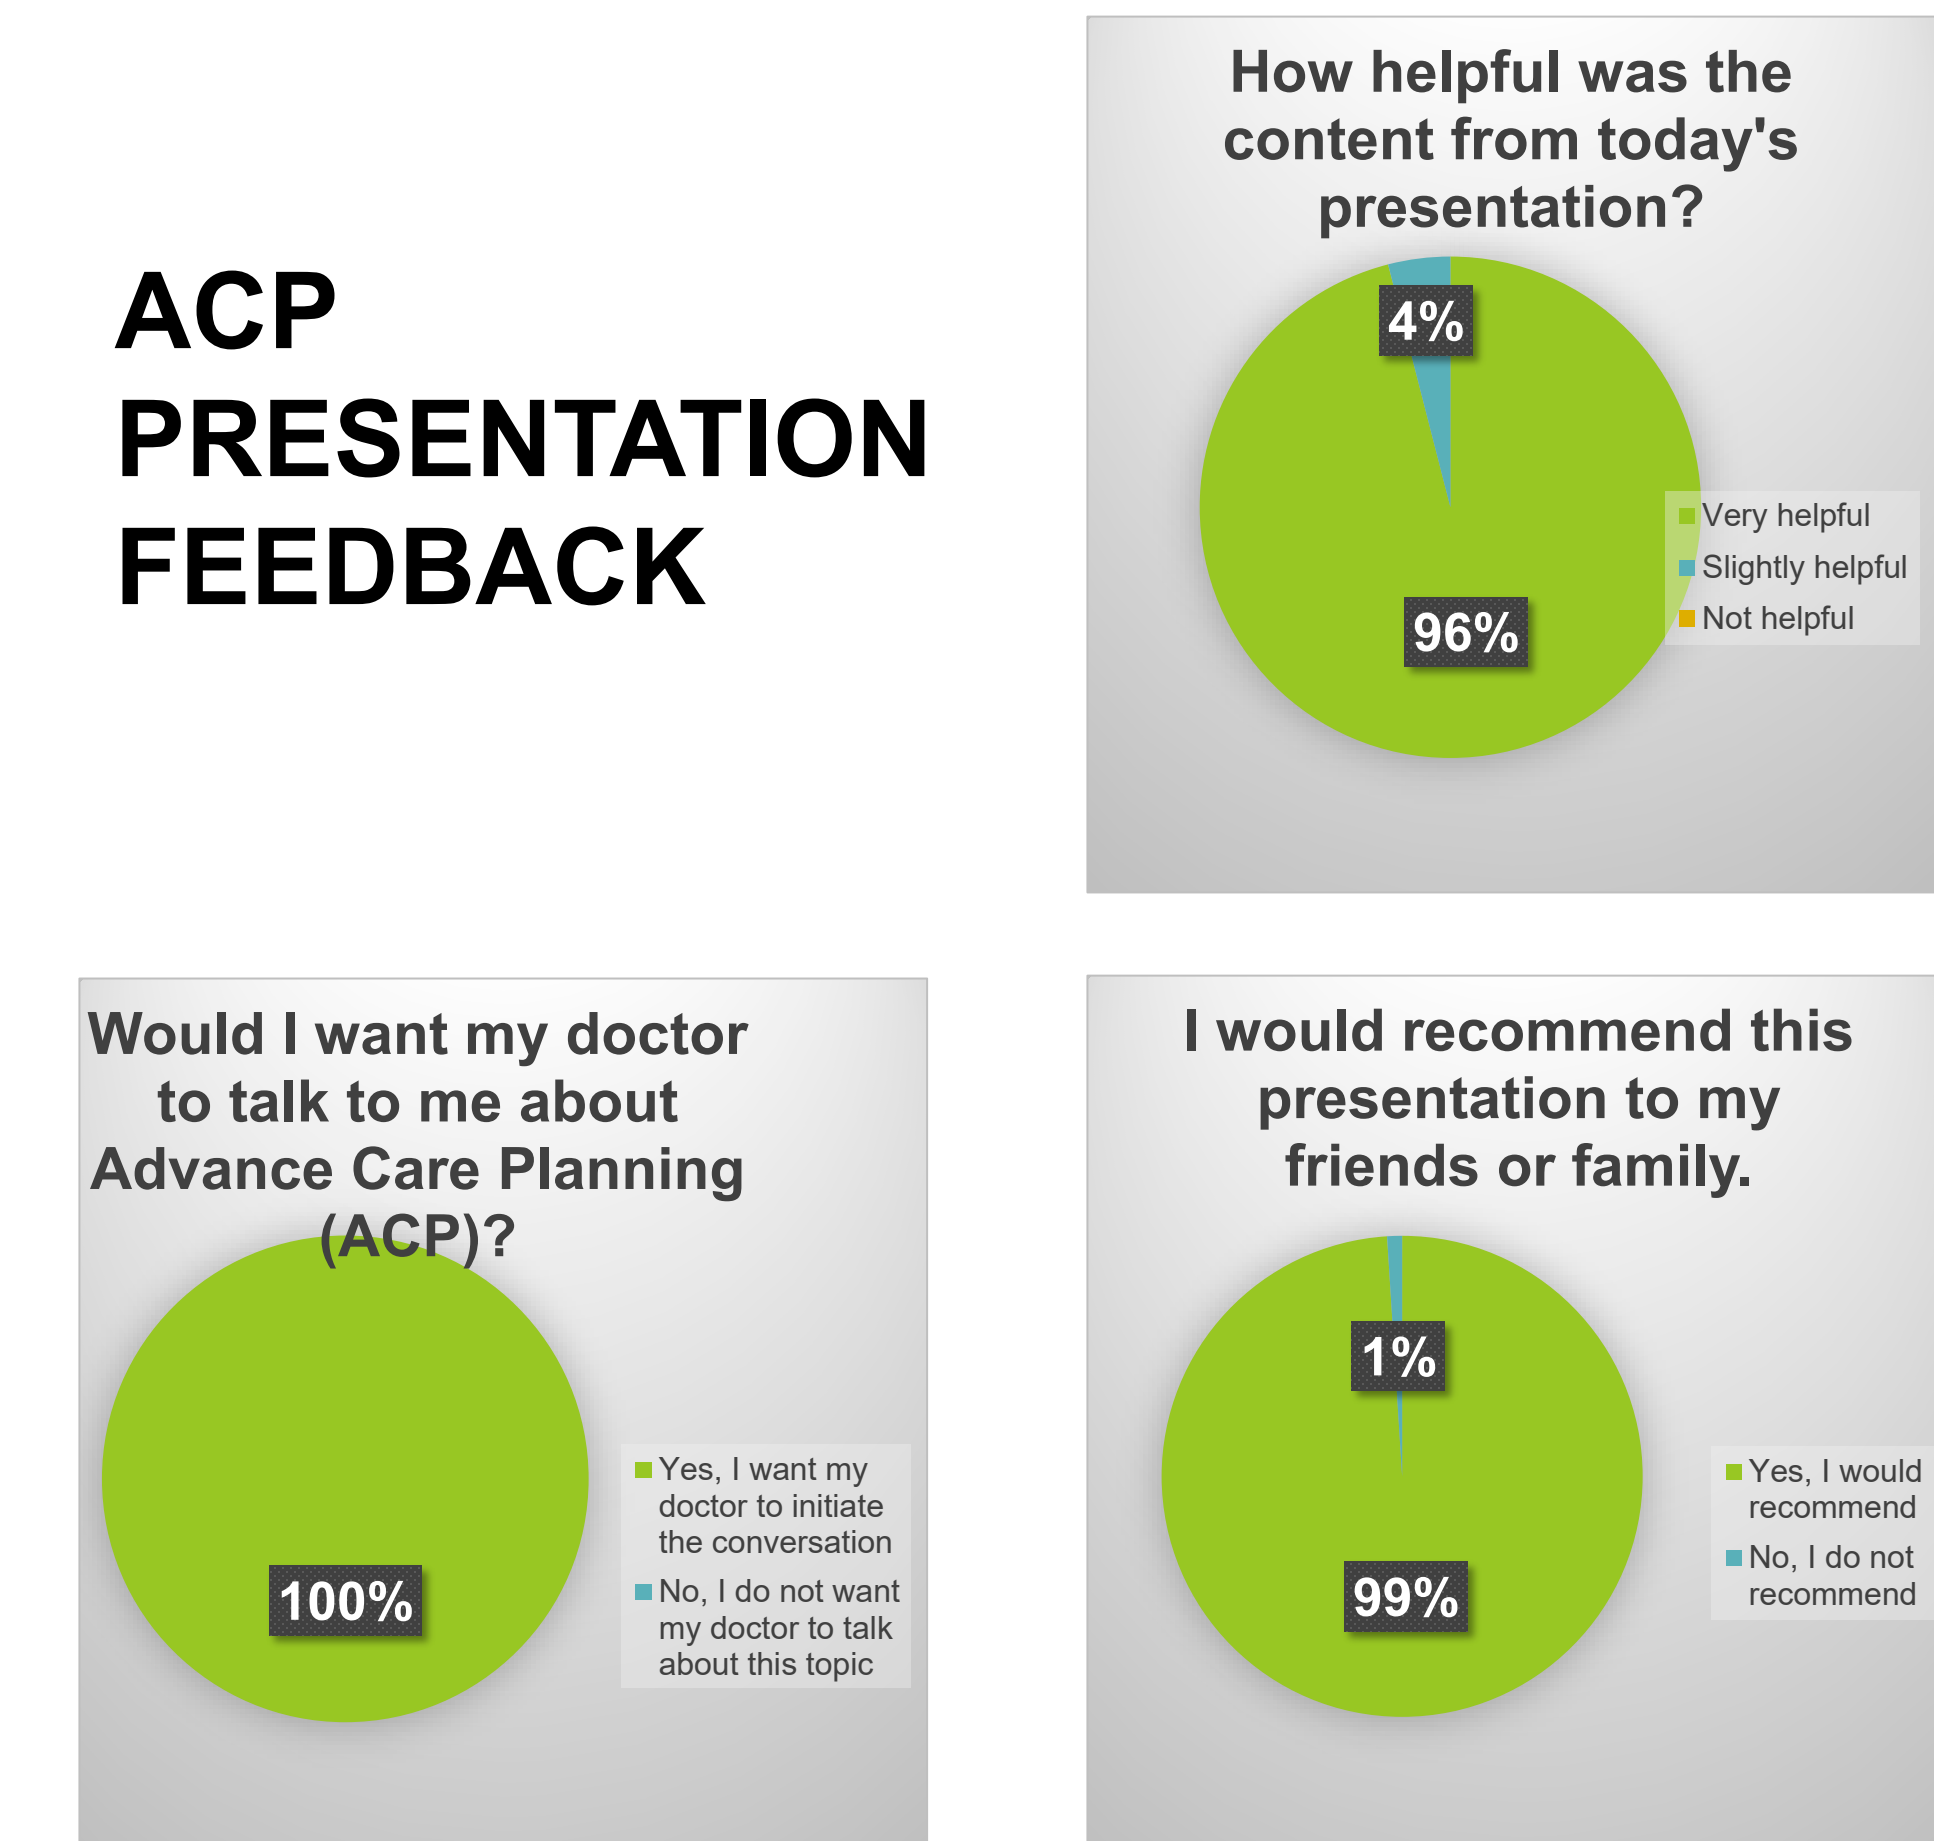 ACP
PRESENTATION
FEEDBACK
How helpful was the
content from today's
presentation?
4%
96%
Very helpful
Slightly helpful
Not helpful
Would I want my doctor
to talk to me about
Advance Care Planning
(ACP)?
100%
Yes, I want my
doctor to initiate
the conversation
No, I do not want
my doctor to talk
about this topic
I would recommend this
presentation to my
friends or family.
1%
99%
Yes, I would
recommend
No, I do not
recommend